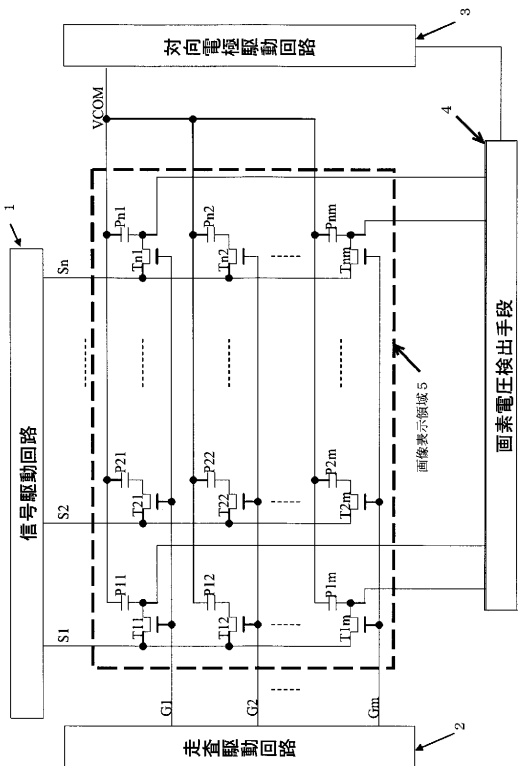 1
信号駆動回路
S1
S2
Sn
対向電極駆動回路
3
VCOM
P11
P21
Pn1
T11
T21
Tn1
G1
P12
P22
Pn2
T12
T22
Tn2
G2
P1m
P2m
Pnm
T1m
T2m
Tnm
Gm
走査駆動回路
2
画像表示領域5
4
画素電圧検出手段